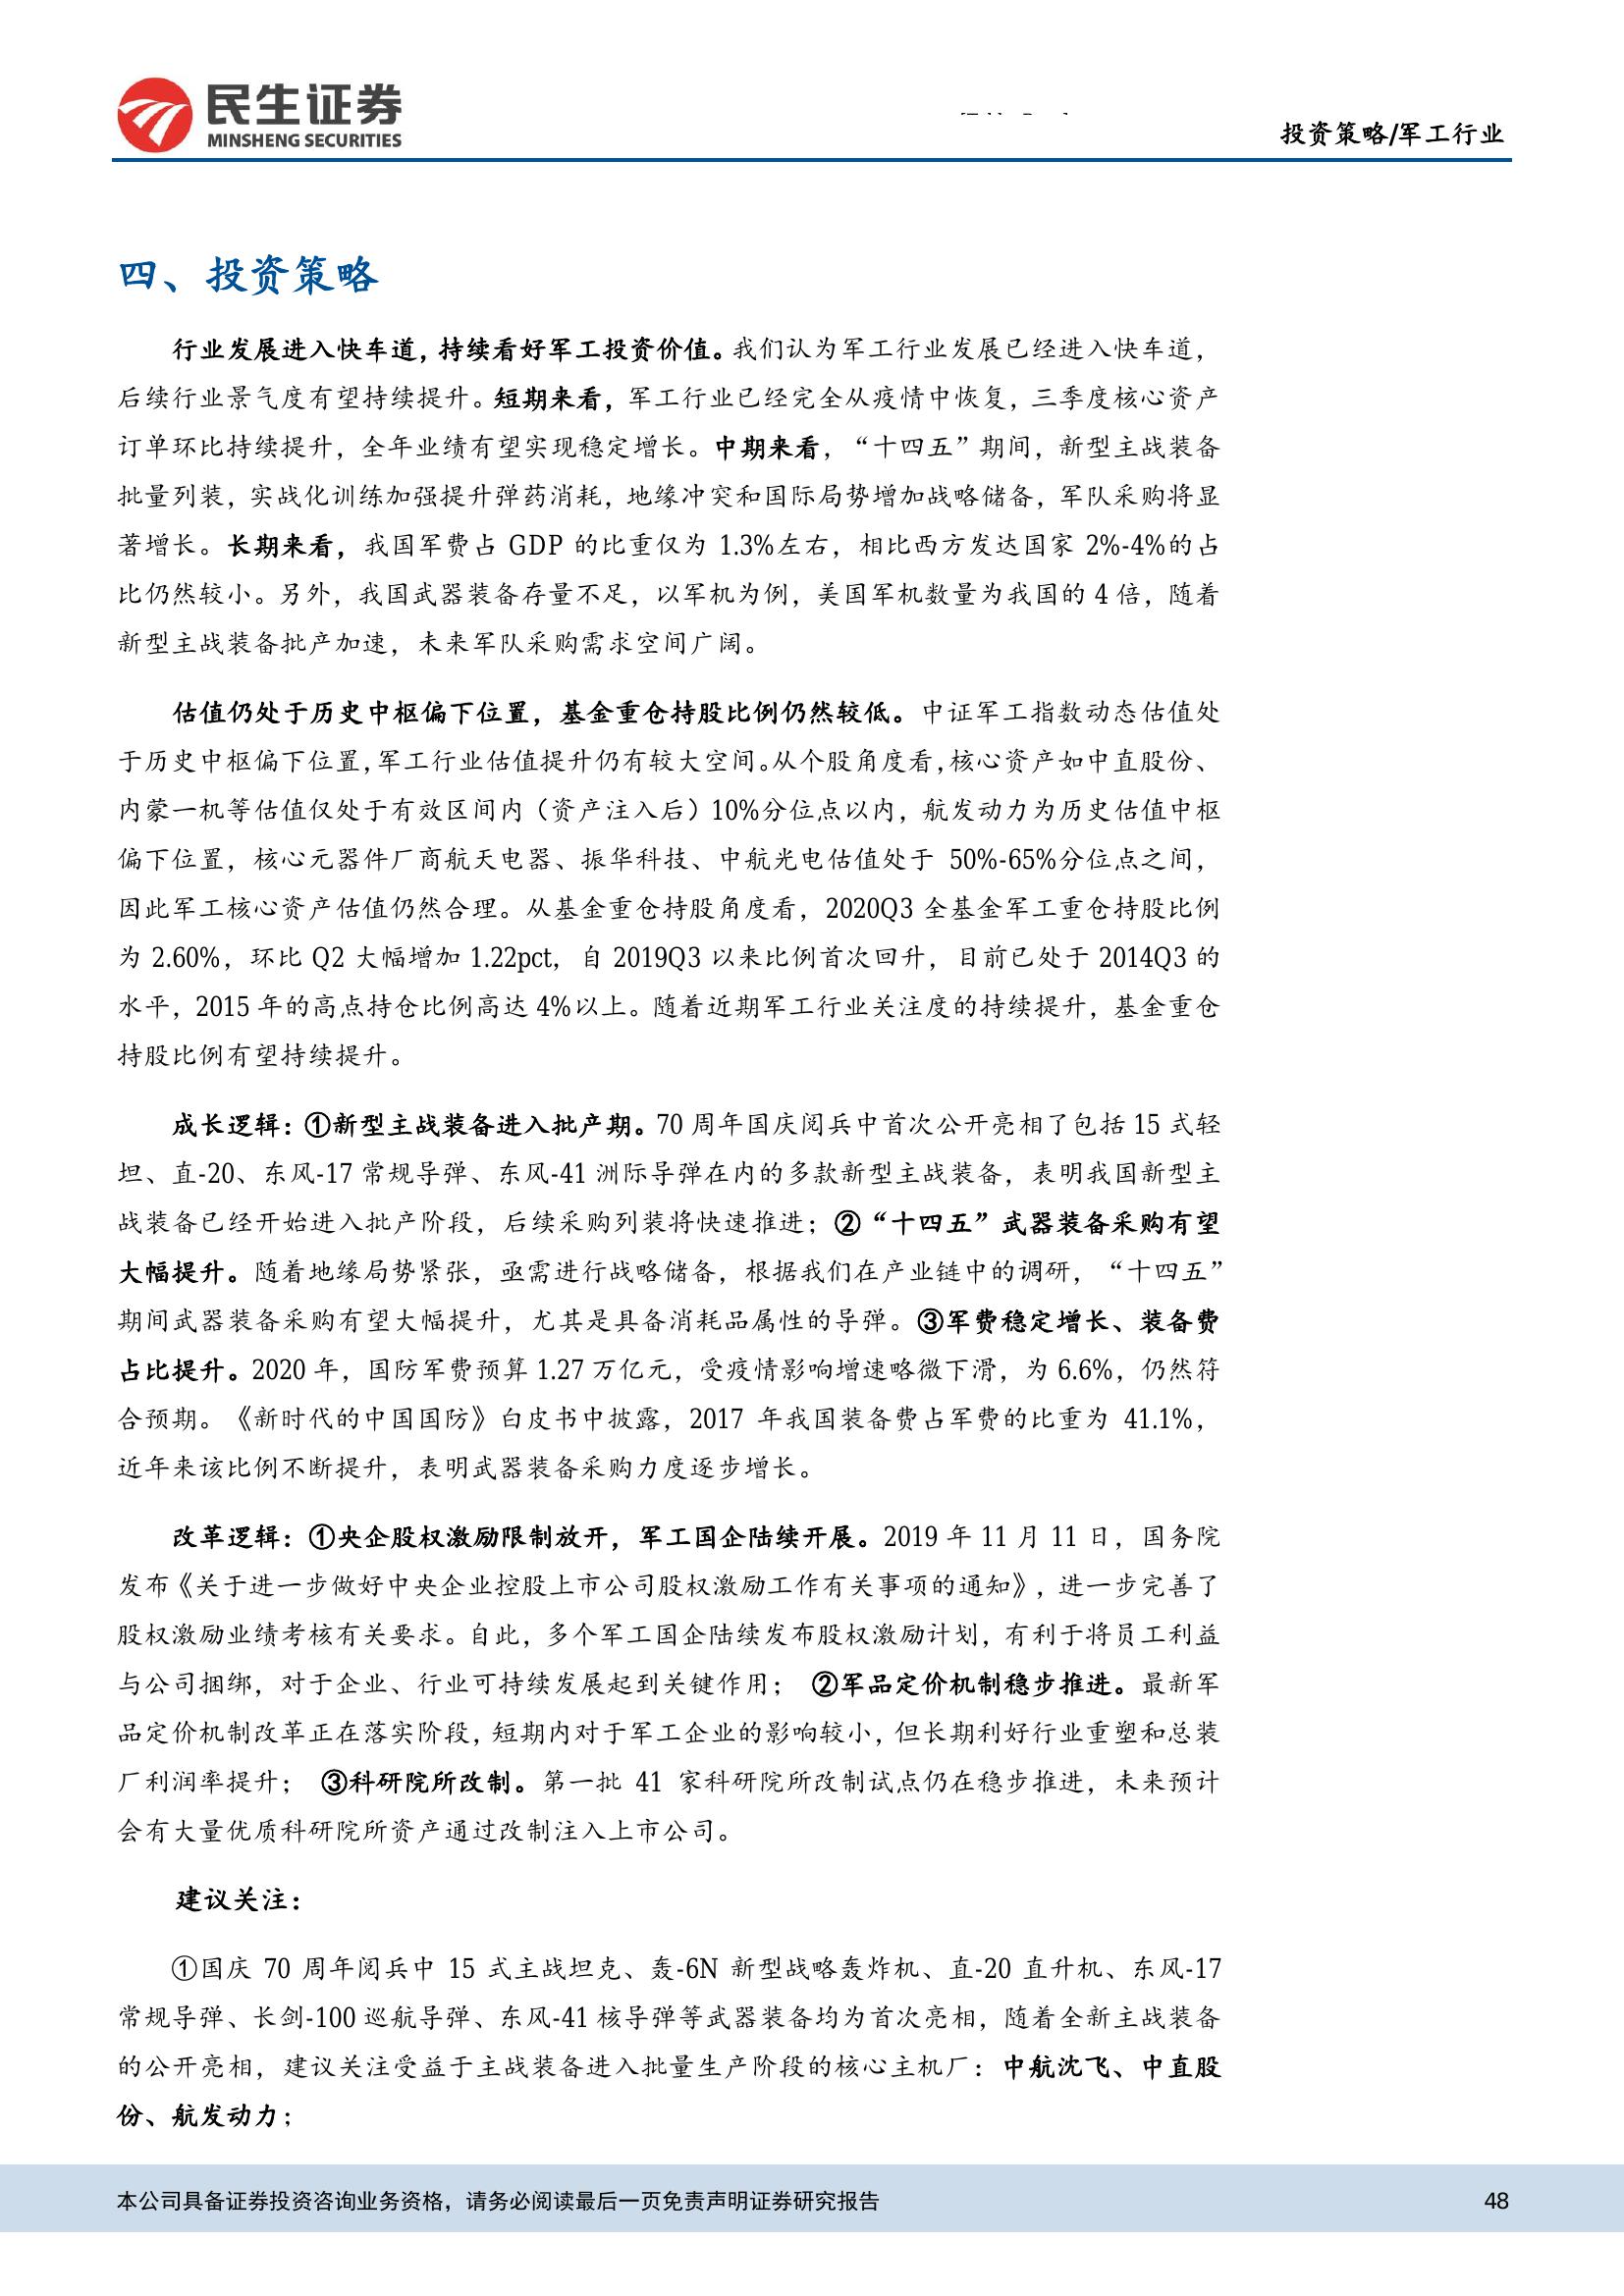 民生证券
MINSHENG SECURITIES
投资策略/军工行业
四、投资策略
行业发展进入快车道，持续看好军工投资价值。我们认为军工行业发展已经进入快车道，
后续行业景气度有望持续提升。短期来看，军工行业已经完全从疫情中恢复，三季度核心资产
订单环比持续提升，全年业绩有望实现稳定增长。中期来看，“十四五”期间，新型主战装备
批量列装，实战化训练加强提升弹药消耗，地缘冲突和国际局势增加战略储备，军队采购将显
著增长。长期来看，我国军费占 GDP 的比重仅为 1.3%左右，相比西方发达国家 2%-4%的占
比仍然较小。另外，我国武器装备存量不足，以军机为例，美国军机数量为我国的 4 倍，随着
新型主战装备批产加速，未来军队采购需求空间广阔。
估值仍处于历史中枢偏下位置，基金重仓持股比例仍然较低。中证军工指数动态估值处
于历史中枢偏下位置，军工行业估值提升仍有较大空间。从个股角度看，核心资产如中直股份、
内蒙一机等估值仅处于有效区间内（资产注入后）10%分位点以内，航发动力为历史估值中枢
偏下位置，核心元器件厂商航天电器、振华科技、中航光电估值处于 50%-65%分位点之间，
因此军工核心资产估值仍然合理。从基金重仓持股角度看，2020Q3 全基金军工重仓持股比例
为 2.60%，环比 Q2 大幅增加 1.22pct，自 2019Q3 以来比例首次回升，目前已处于 2014Q3 的
水平，2015 年的高点持仓比例高达 4%以上。随着近期军工行业关注度的持续提升，基金重仓
持股比例有望持续提升。
成长逻辑：①新型主战装备进入批产期。70 周年国庆阅兵中首次公开亮相了包括 15 式轻
坦、直-20、东风-17 常规导弹、东风-41 洲际导弹在内的多款新型主战装备，表明我国新型主
战装备已经开始进入批产阶段，后续采购列装将快速推进；②“十四五”武器装备采购有望
大幅提升。随着地缘局势紧张，亟需进行战略储备，根据我们在产业链中的调研，“十四五”
期间武器装备采购有望大幅提升，尤其是具备消耗品属性的导弹。③军费稳定增长、装备费
占比提升。2020 年，国防军费预算 1.27 万亿元，受疫情影响增速略微下滑，为 6.6%，仍然符
合预期。《新时代的中国国防》白皮书中披露，2017 年我国装备费占军费的比重为 41.1%，
近年来该比例不断提升，表明武器装备采购力度逐步增长。
改革逻辑：①央企股权激励限制放开，军工国企陆续开展。2019 年 11 月 11 日，国务院
发布《关于进一步做好中央企业控股上市公司股权激励工作有关事项的通知》，进一步完善了
股权激励业绩考核有关要求。自此，多个军工国企陆续发布股权激励计划，有利于将员工利益
与公司捆绑，对于企业、行业可持续发展起到关键作用； ②军品定价机制稳步推进。最新军
品定价机制改革正在落实阶段，短期内对于军工企业的影响较小，但长期利好行业重塑和总装
厂利润率提升； ③科研院所改制。第一批 41 家科研院所改制试点仍在稳步推进，未来预计
会有大量优质科研院所资产通过改制注入上市公司。
建议关注：
①国庆 70 周年阅兵中 15 式主战坦克、轰-6N 新型战略轰炸机、直-20 直升机、东风-17
常规导弹、长剑-100 巡航导弹、东风-41 核导弹等武器装备均为首次亮相，随着全新主战装备
的公开亮相，建议关注受益于主战装备进入批量生产阶段的核心主机厂：中航沈飞、中直股
份、航发动力；
本公司具备证券投资咨询业务资格，请务必阅读最后一页免责声明证券研究报告
48